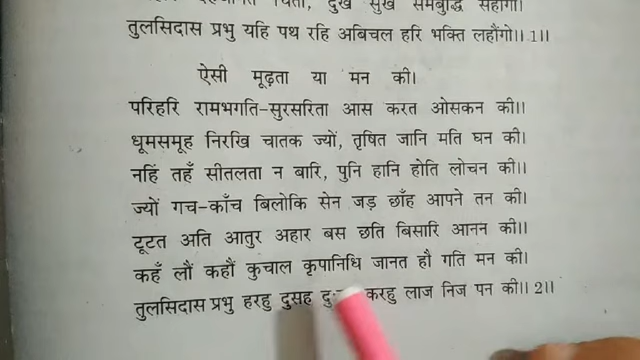 दुख सुख समबुद्धि सहौंगो।
तुलसिदास प्रभु यहि पथ रहि अबिचल हरि भक्ति लहौंगो।। 1।।
ऐसी मूढ़ता या मन की।
परिहरि रामभगति-सुरसरिता आस करत ओसकन की।।
धूमसमूह निरखि चातक ज्यों, तृषित जानि मति घन की।
नहिं तहँ सीतलता न बारि, पुनि हानि होति लोचन की।।
ज्यों गच-काँच बिलोकि सेन जड़ छाँह आपने तन की।
टूटत अति आतुर अहार बस छति बिसारि आनन की।।
कहँ लौं कहौं कुचाल कृपानिधि जानत हौ गति मन की।
तुलसिदास प्रभु हरहु दुसह करहु लाज निज पन की।। 2।।